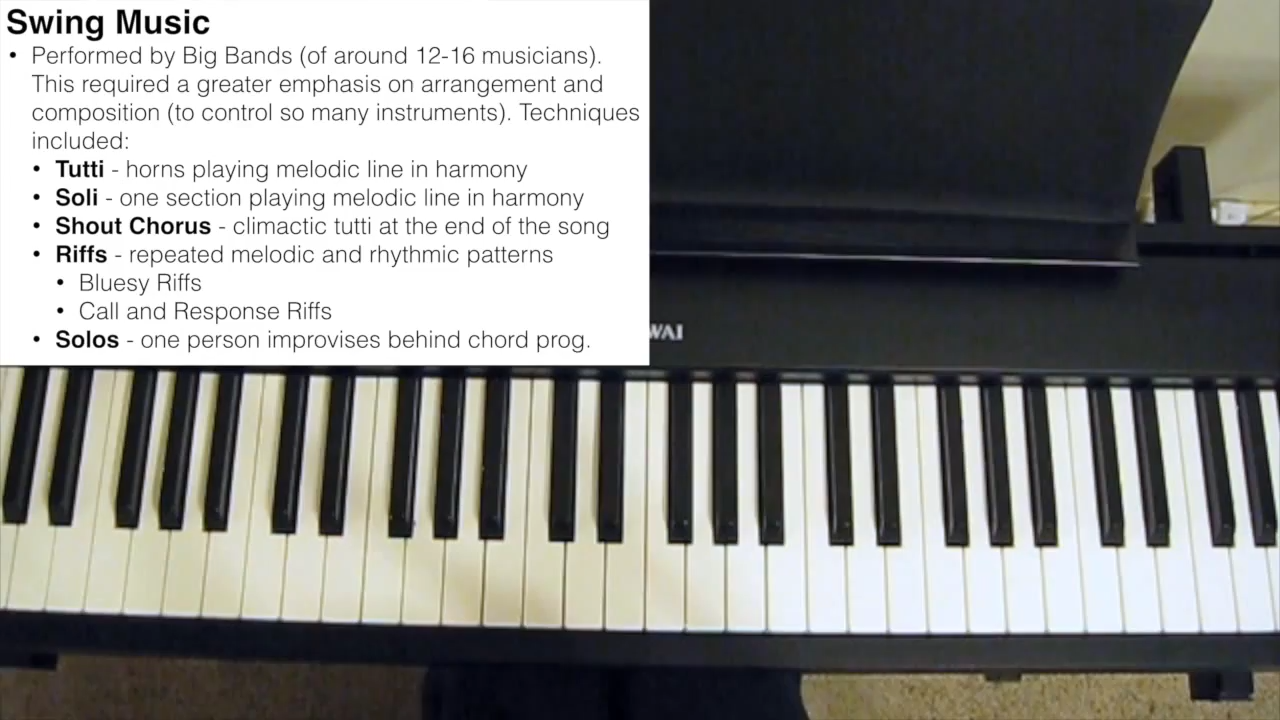 Swing Music
• Performed by Big Bands (of around 12-16 musicians).
This required a greater emphasis on arrangement and
composition (to control so many instruments). Techniques
included:
• Tutti - horns playing melodic line in harmony
• Soli - one section playing melodic line in harmony
• Shout Chorus - climactic tutti at the end of the song
• Riffs - repeated melodic and rhythmic patterns
• Bluesy Riffs
• Call and Response Riffs
• Solos - one person improvises behind chord prog.
WAI